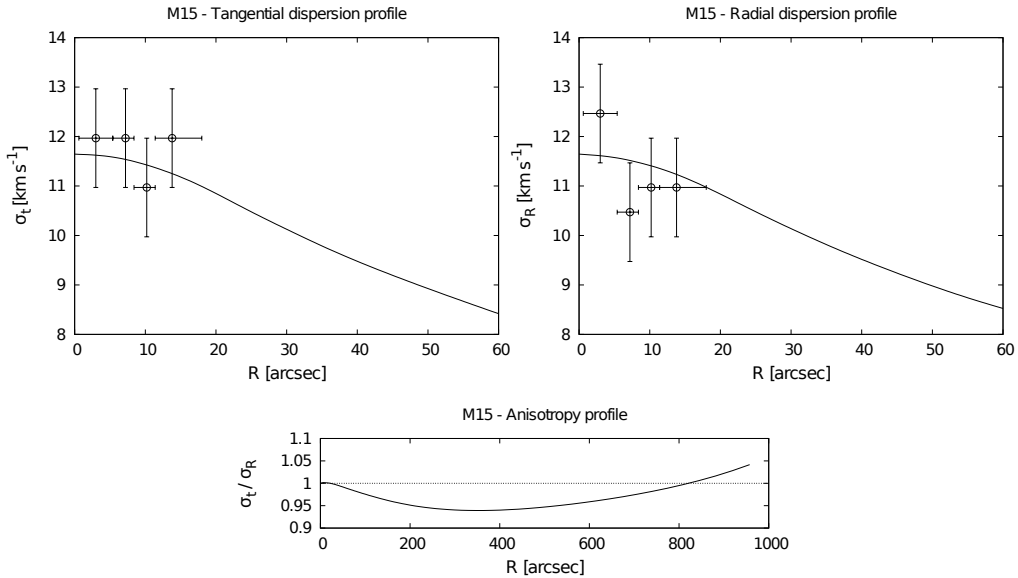 M15 - Tangential dispersion profile
σt [km s-1]
14
13
12
11
10
9
8
0 10 20 30 40 50 60
R [arcsec]
M15 - Radial dispersion profile
σR [km s-1]
14
13
12
11
10
9
8
0 10 20 30 40 50 60
R [arcsec]
M15 - Anisotropy profile
σt / σR
1.1
1.05
1
0.95
0.9
0 200 400 600 800 1000
R [arcsec]